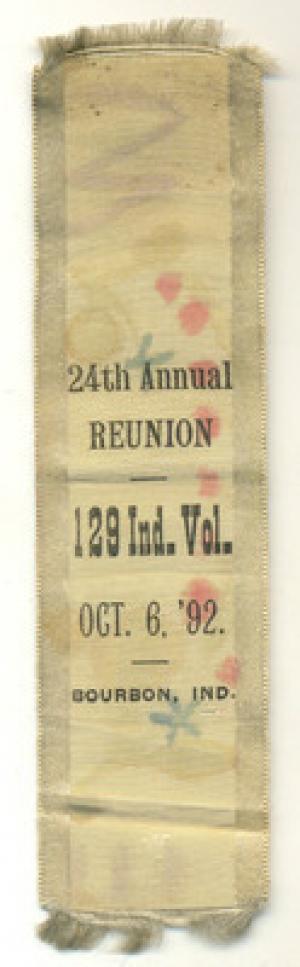 24th Annual
REUNION
129 Ind. Vol.
OCT. 6, '92.
BOURBON, IND.